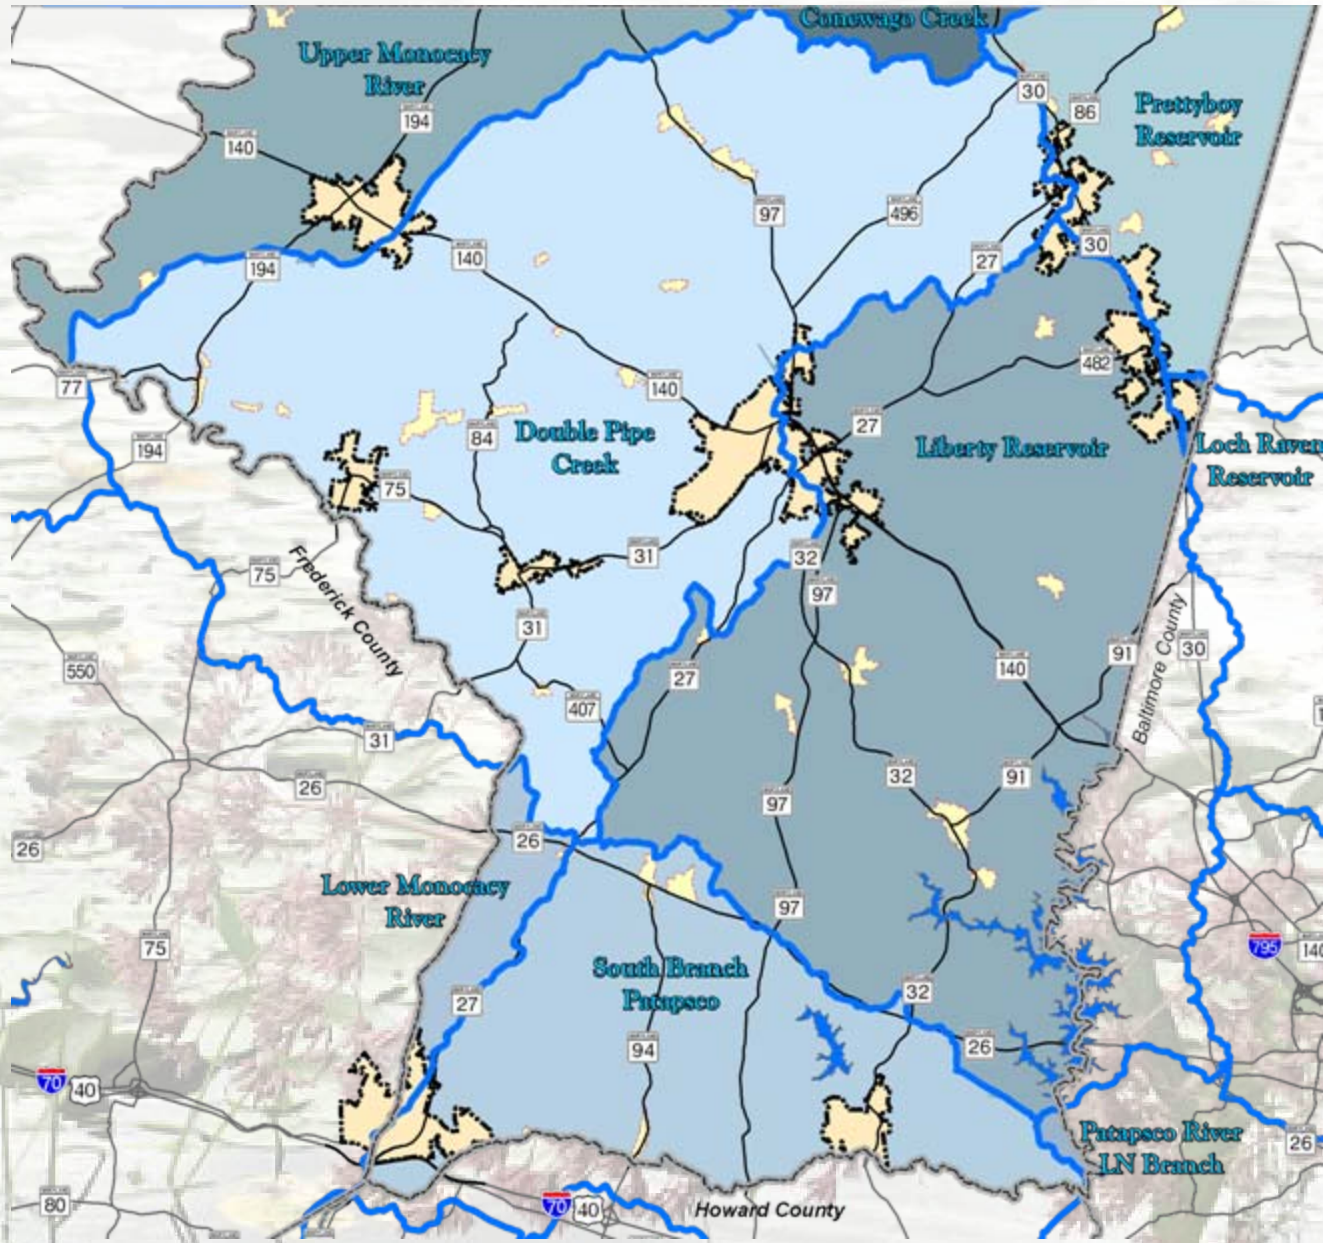 Conewago Creek
Upper Monocacy
River
30
86
Prettyboy
Reservoir
194
140
97
496
30
27
140
194
482
77
140
27
84
Double Pipe
Creek
Liberty Reservoir
Loch Raven
Reservoir
194
75
31
32
75
97
Frederick County
31
Baltimore County
30
91
140
550
27
407
31
26
32
91
97
26
26
Lower Monocacy
River
97
75
795
140
South Branch
Patapsco
27
32
94
26
70
40
Patapsco River
LN Branch
26
80
70
40
Howard County